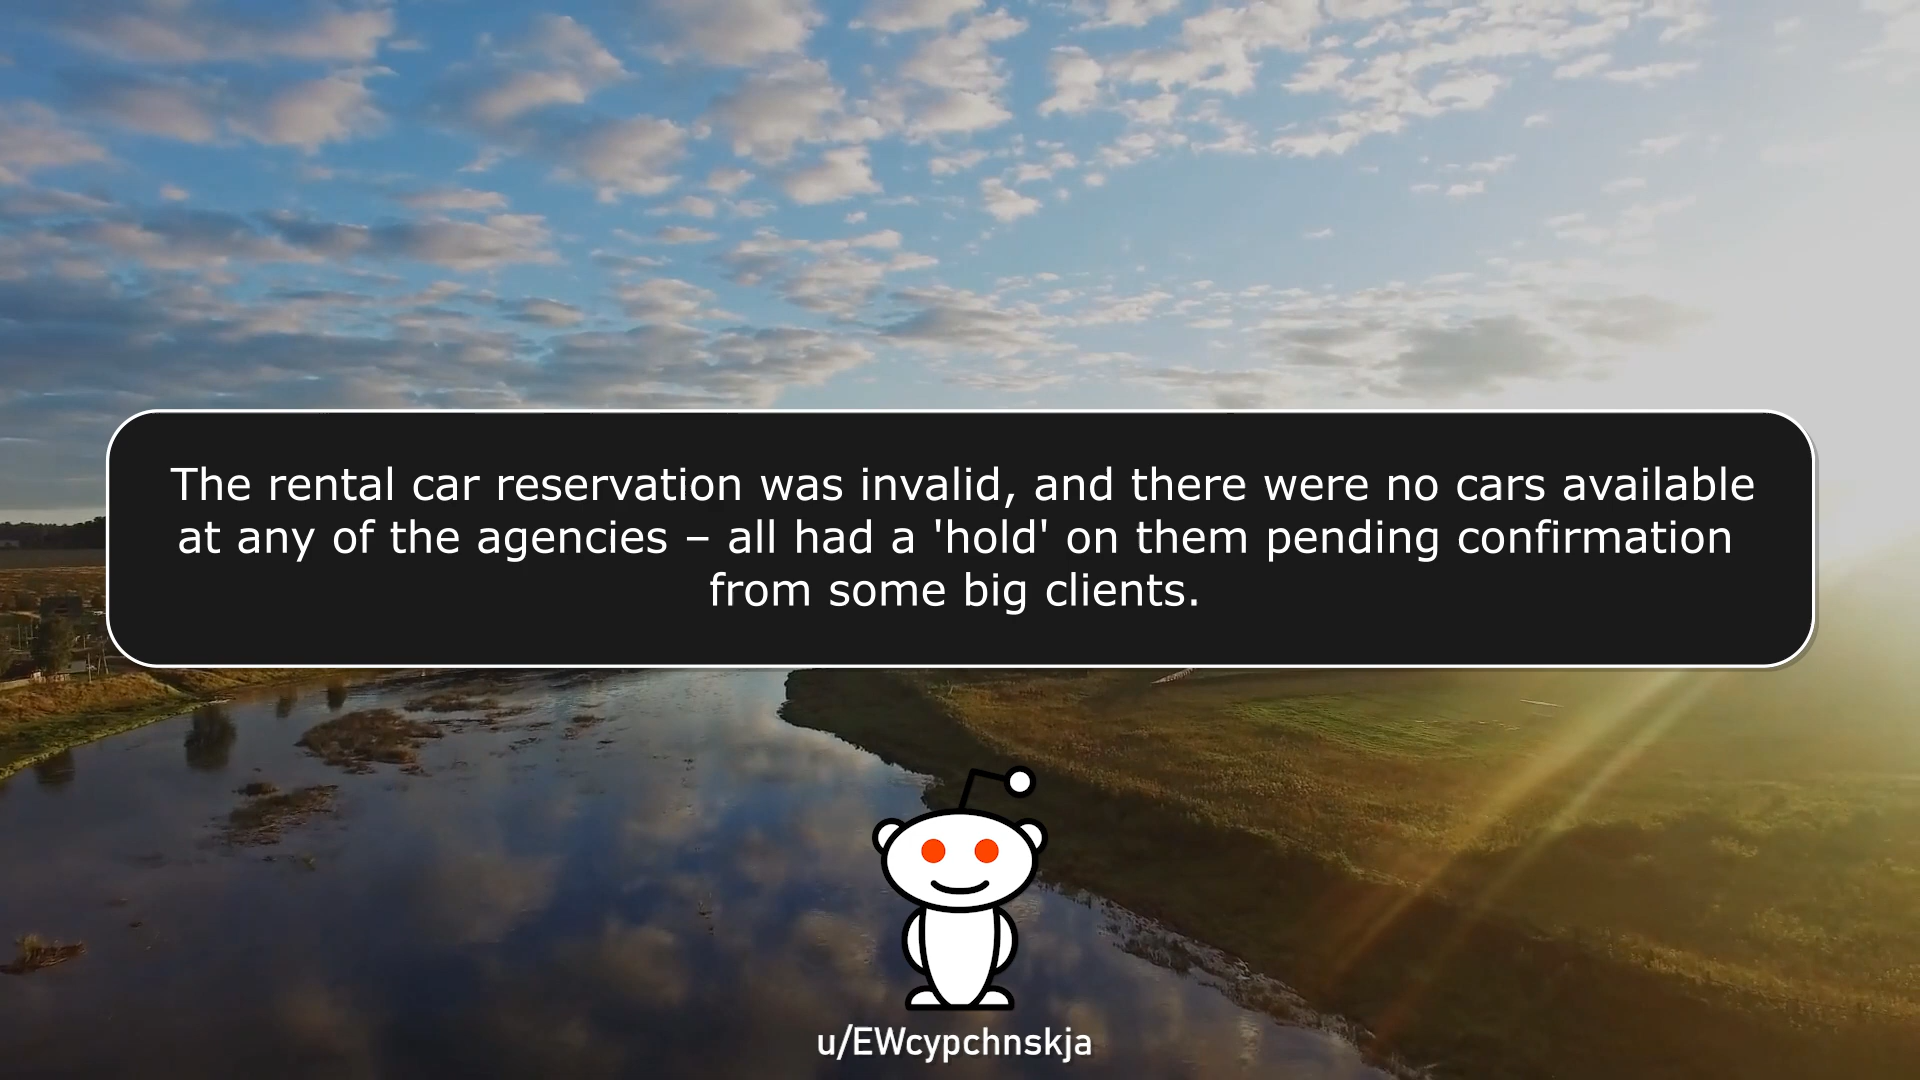 The rental car reservation was invalid, and there were no cars available
at any of the agencies – all had a 'hold' on them pending confirmation
from some big clients.
u/EWcypchnskja